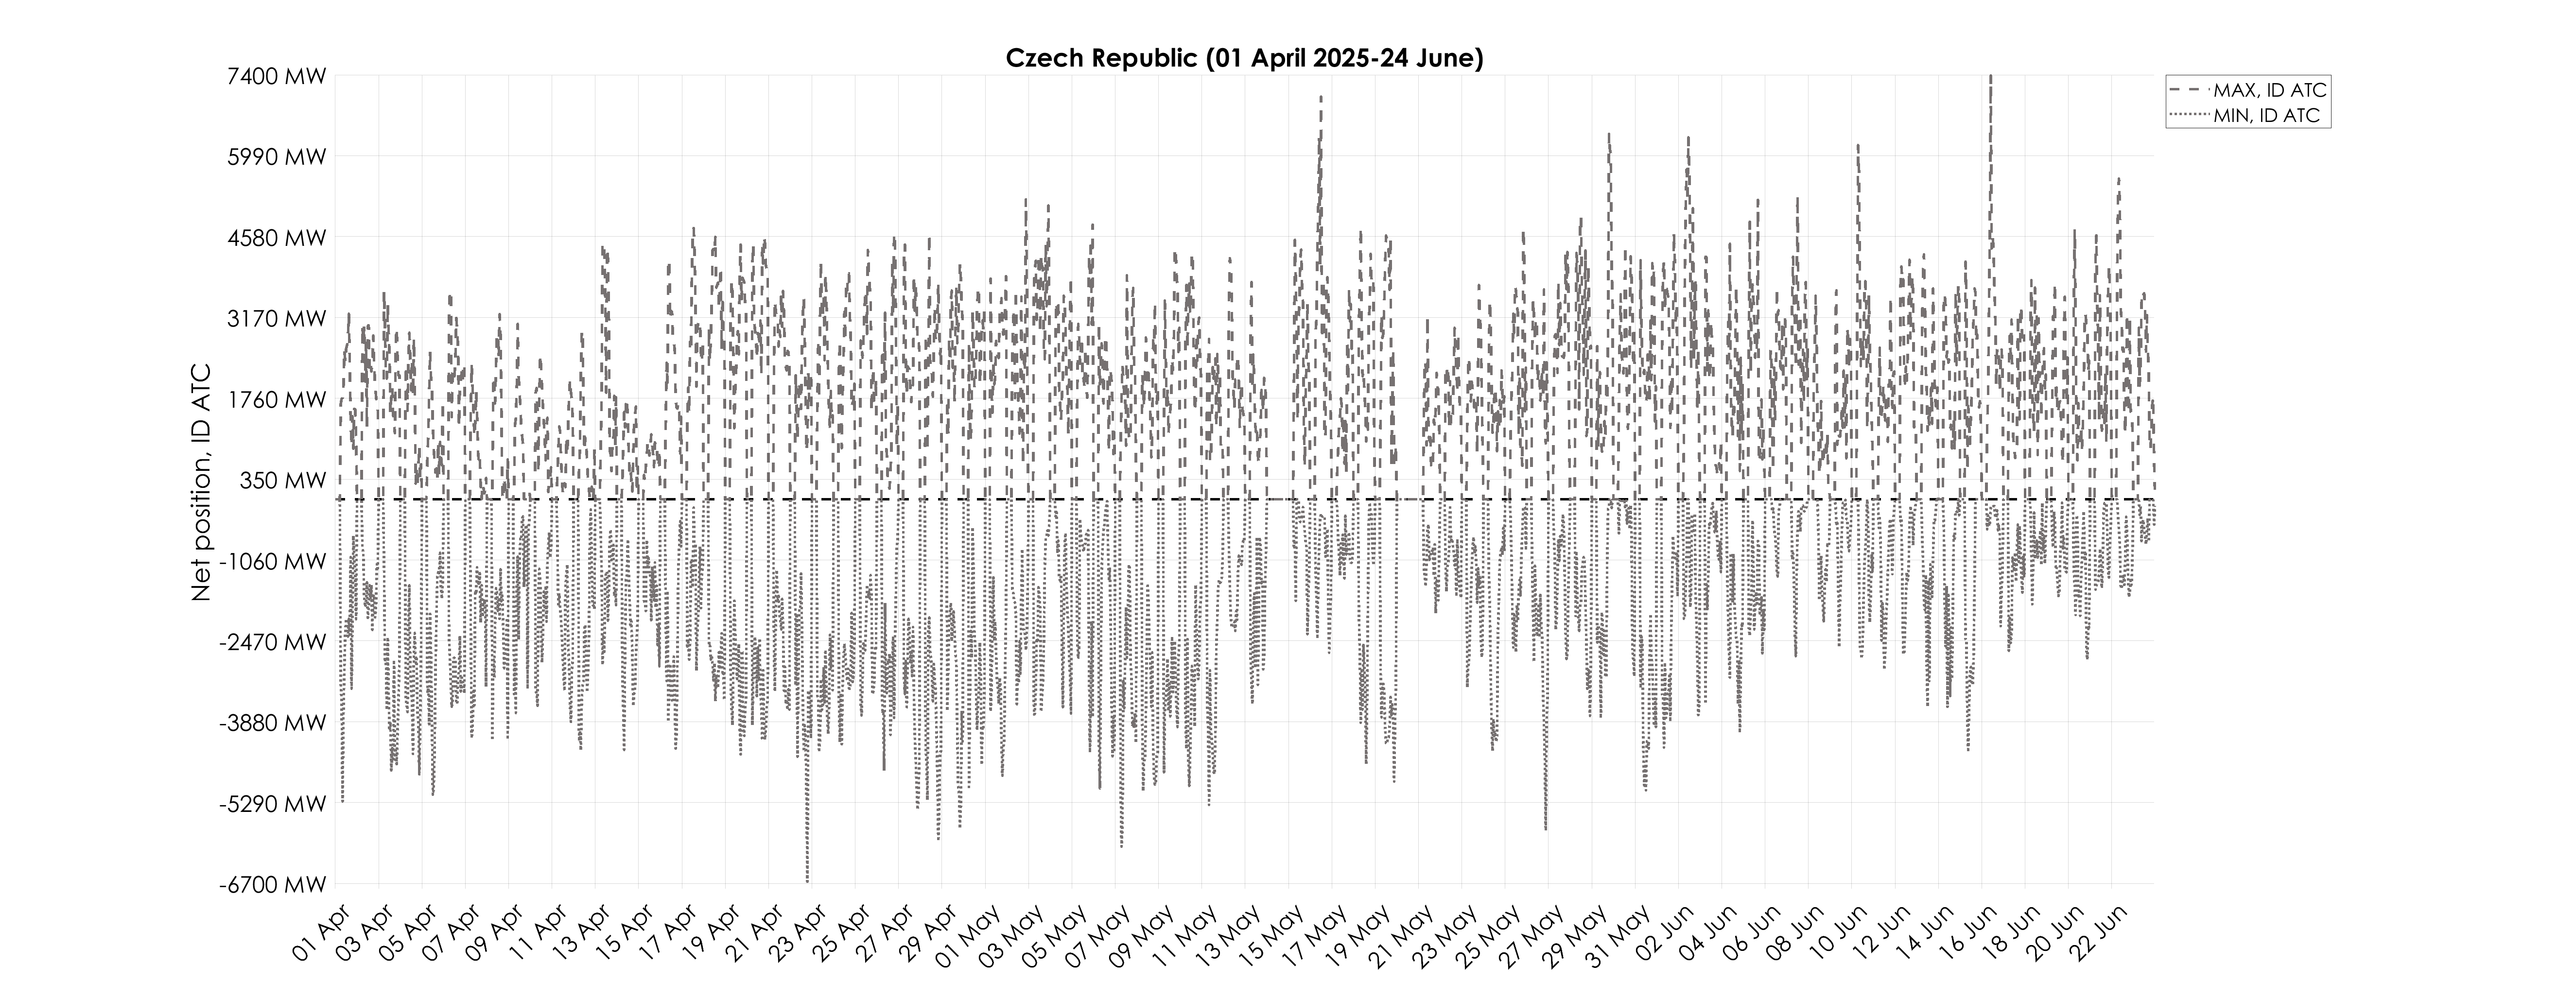 Czech Republic (01 April 2025-24 June)
7400 MW
5990 MW
4580 MW
3170 MW
1760 MW
350 MW
-1060 MW
-2470 MW
-3880 MW
-5290 MW
-6700 MW
Net position, ID ATC
MAX, ID ATC
MIN, ID ATC
01 Apr
03 Apr
05 Apr
07 Apr
09 Apr
11 Apr
13 Apr
15 Apr
17 Apr
19 Apr
21 Apr
23 Apr
25 Apr
27 Apr
29 Apr
01 May
03 May
05 May
07 May
09 May
11 May
13 May
15 May
17 May
19 May
21 May
23 May
25 May
27 May
29 May
31 May
02 Jun
04 Jun
06 Jun
08 Jun
10 Jun
12 Jun
14 Jun
16 Jun
18 Jun
20 Jun
22 Jun